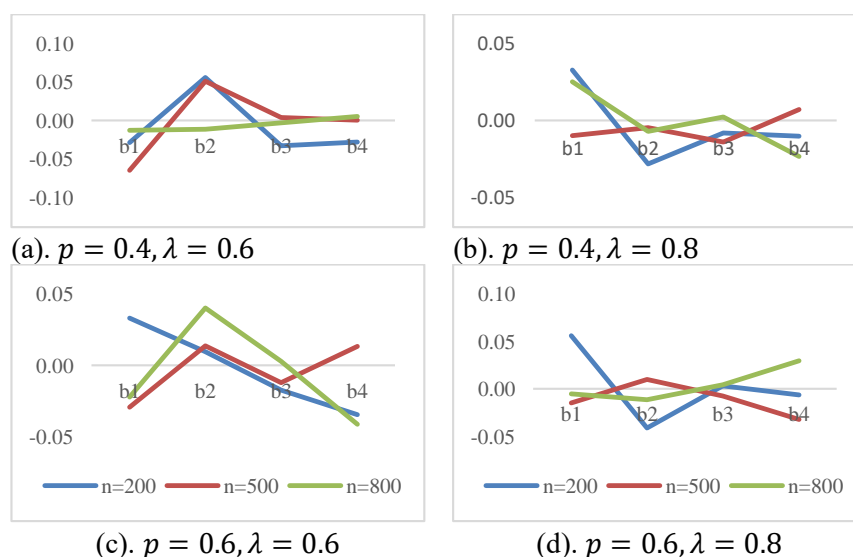 0.10
0.05
0.00
-0.05
-0.10
b1 b2 b3 b4
(a). 𝑝 = 0.4, 𝜆 = 0.6
0.05
0.00
-0.05
b1 b2 b3 b4
(b). 𝑝 = 0.4, 𝜆 = 0.8
0.05
0.00
-0.05
b1 b2 b3 b4
n=200 n=500 n=800
(c). 𝑝 = 0.6, 𝜆 = 0.6
0.10
0.05
0.00
-0.05
b1 b2 b3 b4
n=200 n=500 n=800
(d). 𝑝 = 0.6, 𝜆 = 0.8